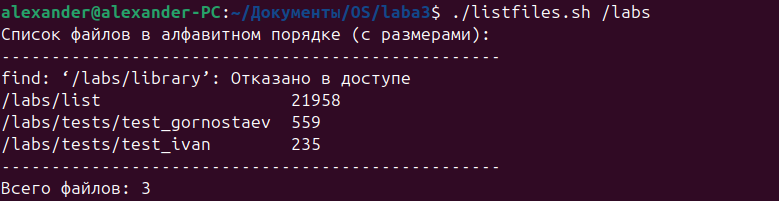 alexander@alexander-PC:~/Документы/OS/laba3$ ./listfiles.sh /labs
Список файлов в алфавитном порядке (с размерами):
--------------------------------------------------
find: ‘/labs/library’: Отказано в доступе
/labs/list                   21958
/labs/tests/test_gornostaev  559
/labs/tests/test_ivan        235
--------------------------------------------------
Всего файлов: 3